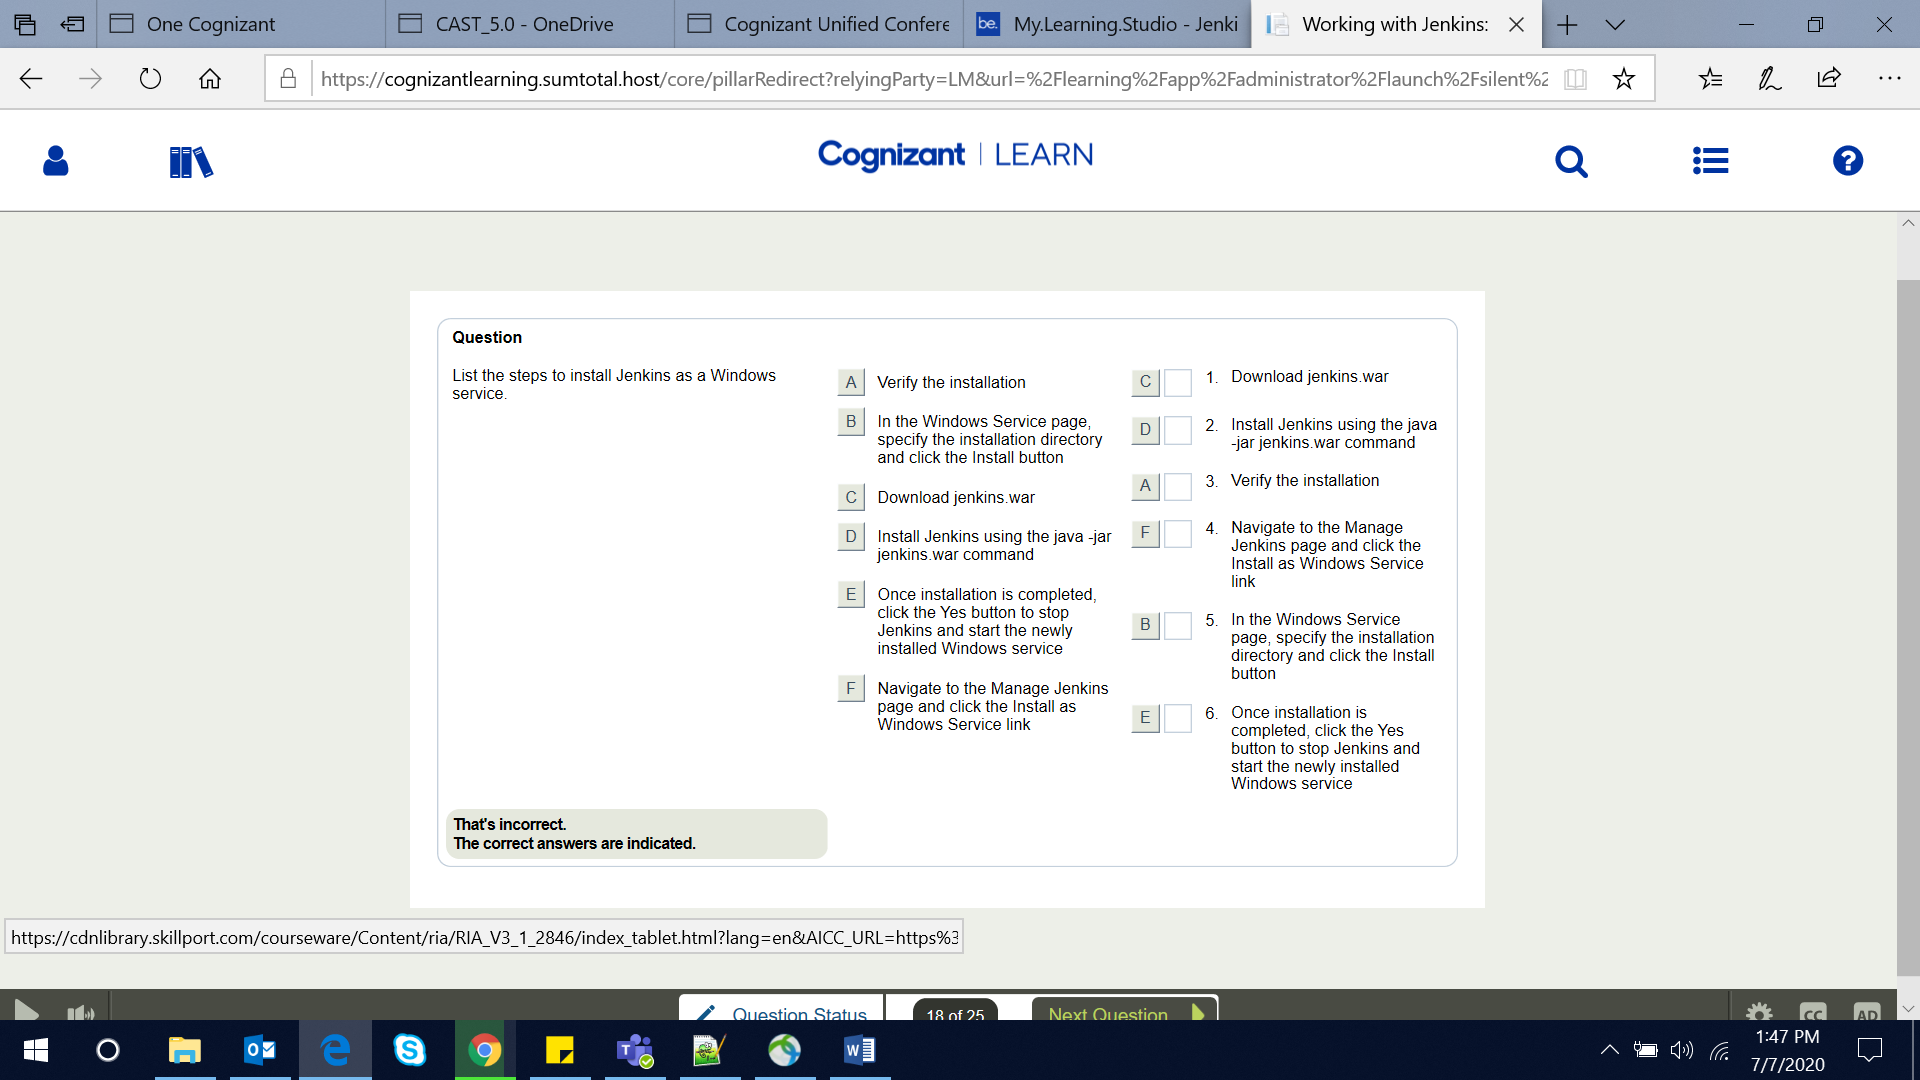 One Cognizant
CAST_5.0 - OneDrive
Cognizant Unified Confere
be. My.Learning.Studio - Jenki
Working with Jenkins:
https://cognizantlearning.sumtotal.host/core/pillarRedirect?relyingParty=LM&url=%2Flearning%2Fapp%2Fadministrator%2Flaunch%2Fsilent%2
Cognizant | LEARN
?
Question
List the steps to install Jenkins as a Windows
service.
A Verify the installation
B In the Windows Service page,
specify the installation directory
and click the Install button
C Download jenkins.war
D Install Jenkins using the java -jar
jenkins.war command
E Once installation is completed,
click the Yes button to stop
Jenkins and start the newly
installed Windows service
F Navigate to the Manage Jenkins
page and click the Install as
Windows Service link
C 1. Download jenkins.war
D 2. Install Jenkins using the java
-jar jenkins.war command
A 3. Verify the installation
F 4. Navigate to the Manage
Jenkins page and click the
Install as Windows Service
link
B 5. In the Windows Service
page, specify the installation
directory and click the Install
button
E 6. Once installation is
completed, click the Yes
button to stop Jenkins and
start the newly installed
Windows service
That's incorrect.
The correct answers are indicated.
https://cdnlibrary.skillport.com/courseware/Content/ria/RIA_V3_1_2846/index_tablet.html?lang=en&AICC_URL=https%3
Question Status
18 of 25
Next Question
CC
AD
1:47 PM
7/7/2020